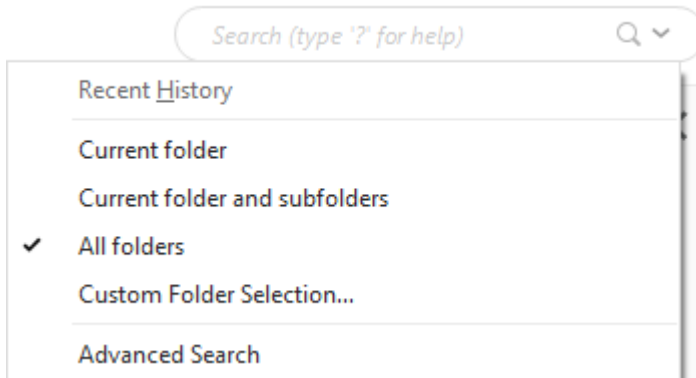 Search (type '?' for help)
Recent History
Current folder
Current folder and subfolders
All folders
Custom Folder Selection...
Advanced Search